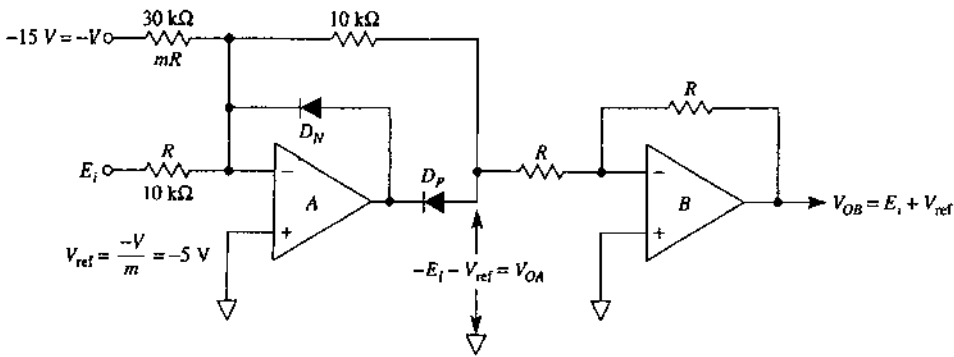 30 kΩ
10 kΩ
−15 V = −V
mR
R
D_N
E_i
R
D_P
R
10 kΩ
−
A
+
−
B
+
V_OB = E_i + V_ref
V_ref = −V/m = −5 V
−E_i − V_ref = V_OA